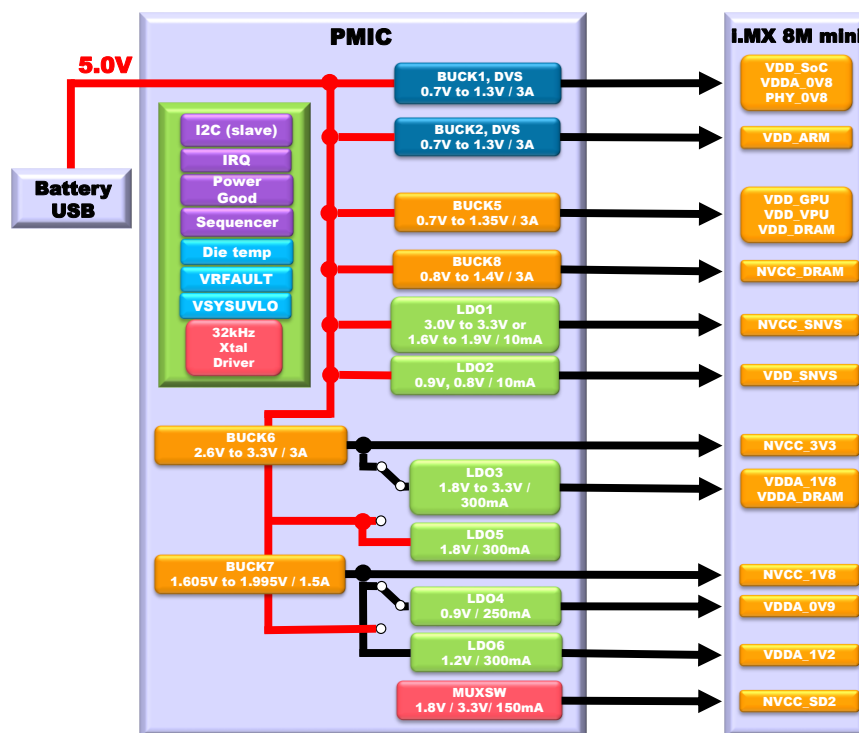 PMIC
i.MX 8M mini
5.0V
Battery
USB
I2C (slave)
IRQ
Power
Good
Sequencer
Die temp
VRFAULT
VSYSUVLO
32kHz
Xtal
Driver
BUCK1, DVS
0.7V to 1.3V / 3A
VDD_SoC
VDDA_0V8
PHY_0V8
BUCK2, DVS
0.7V to 1.3V / 3A
VDD_ARM
BUCK5
0.7V to 1.35V / 3A
VDD_GPU
VDD_VPU
VDD_DRAM
BUCK8
0.8V to 1.4V / 3A
NVCC_DRAM
LDO1
3.0V to 3.3V or
1.6V to 1.9V / 10mA
NVCC_SNVS
LDO2
0.9V, 0.8V / 10mA
VDD_SNVS
BUCK6
2.6V to 3.3V / 3A
NVCC_3V3
LDO3
1.8V to 3.3V /
300mA
VDDA_1V8
VDDA_DRAM
LDO5
1.8V / 300mA
BUCK7
1.605V to 1.995V / 1.5A
NVCC_1V8
LDO4
0.9V / 250mA
VDDA_0V9
LDO6
1.2V / 300mA
VDDA_1V2
MUXSW
1.8V / 3.3V/ 150mA
NVCC_SD2